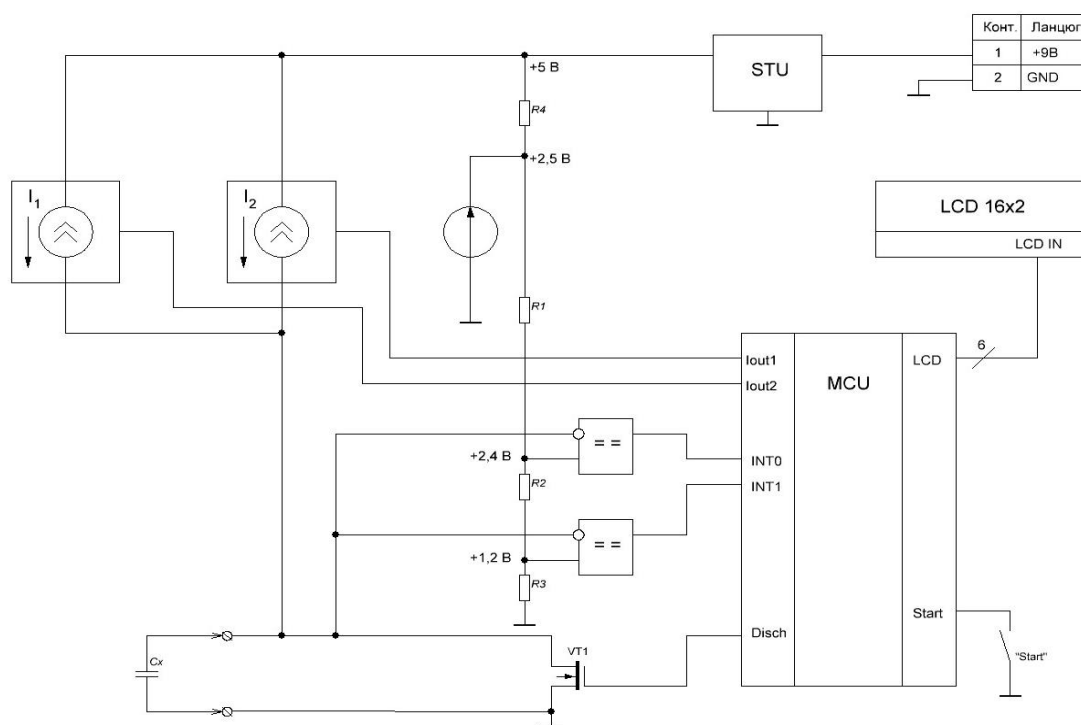 Конт. Ланцюг
1 +9В
2 GND
STU
+5 В
R4
+2,5 В
I1
I2
LCD 16x2
LCD IN
R1
6
Iout1
MCU
LCD
Iout2
+2,4 В
= =
INT0
R2
INT1
+1,2 В
= =
R3
Start
Disch
"Start"
VT1
Cx